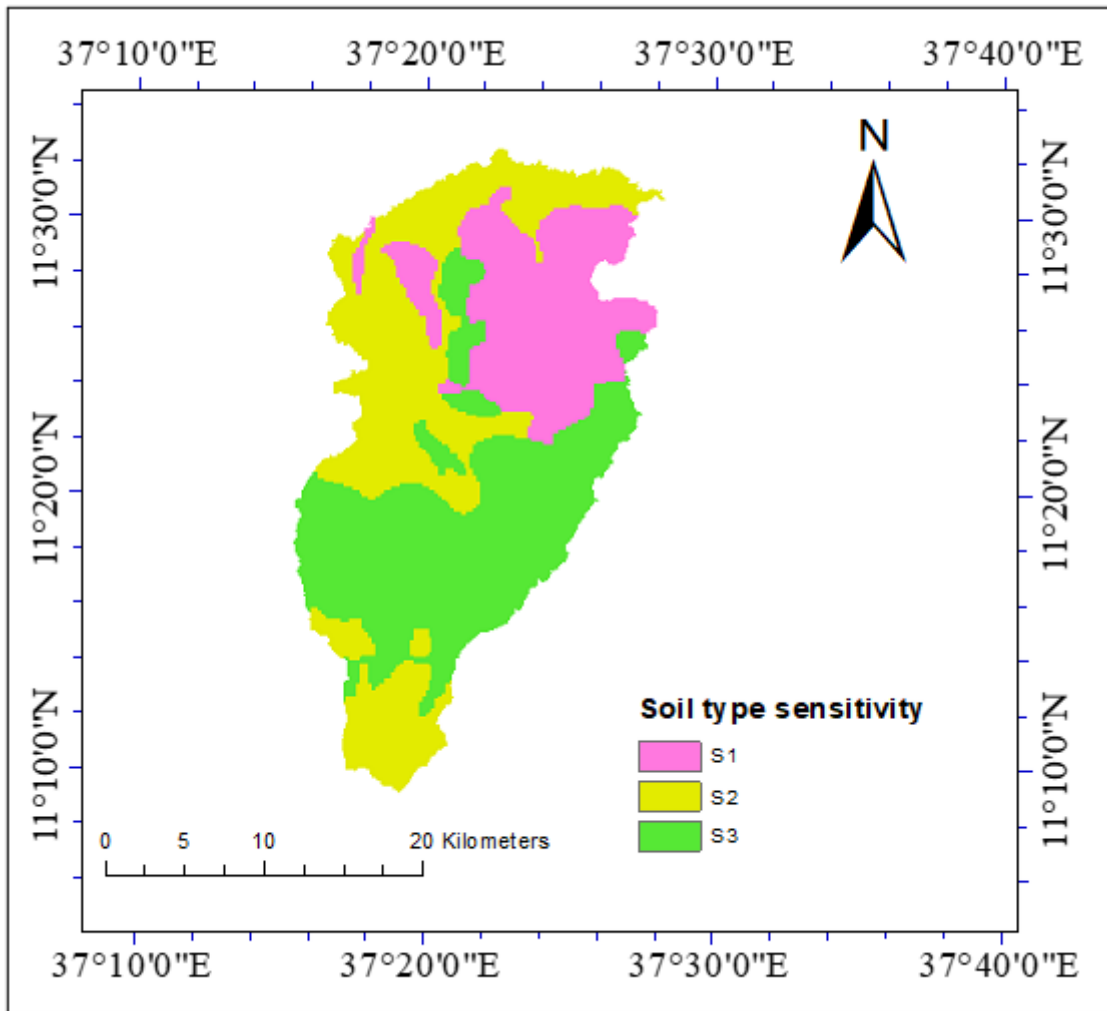 37°10'0"E 37°20'0"E 37°30'0"E 37°40'0"E
N
11°30'0"N 11°30'0"N
11°20'0"N 11°20'0"N
11°10'0"N 11°10'0"N
Soil type sensitivity
S1
S2
S3
0 5 10 20 Kilometers
37°10'0"E 37°20'0"E 37°30'0"E 37°40'0"E